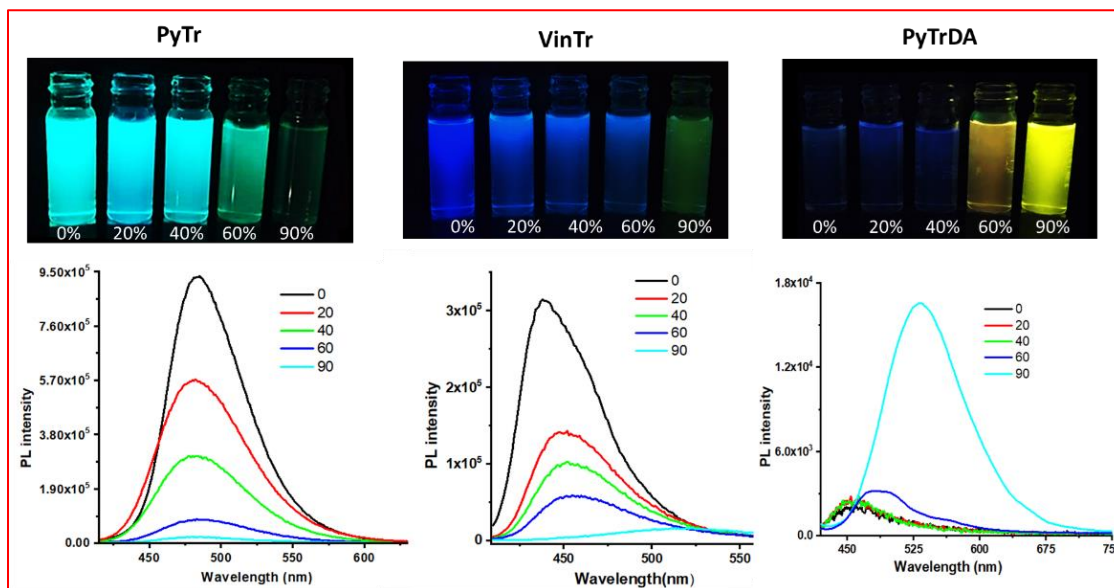 PyTr
VinTr
PyTrDA
0% 20% 40% 60% 90%
0% 20% 40% 60% 90%
0% 20% 40% 60% 90%
9.50x10⁵
7.60x10⁵
5.70x10⁵
3.80x10⁵
1.90x10⁵
0.00
PL intensity
0
20
40
60
90
450 500 550 600
Wavelength (nm)
3x10⁵
2x10⁵
1x10⁵
0
PL intensity
0
20
40
60
90
450 500 550
Wavelength(nm)
1.8x10⁴
1.2x10⁴
6.0x10³
0.0
PL intensity
0
20
40
60
90
450 525 600 675 75
Wavelength (nm)